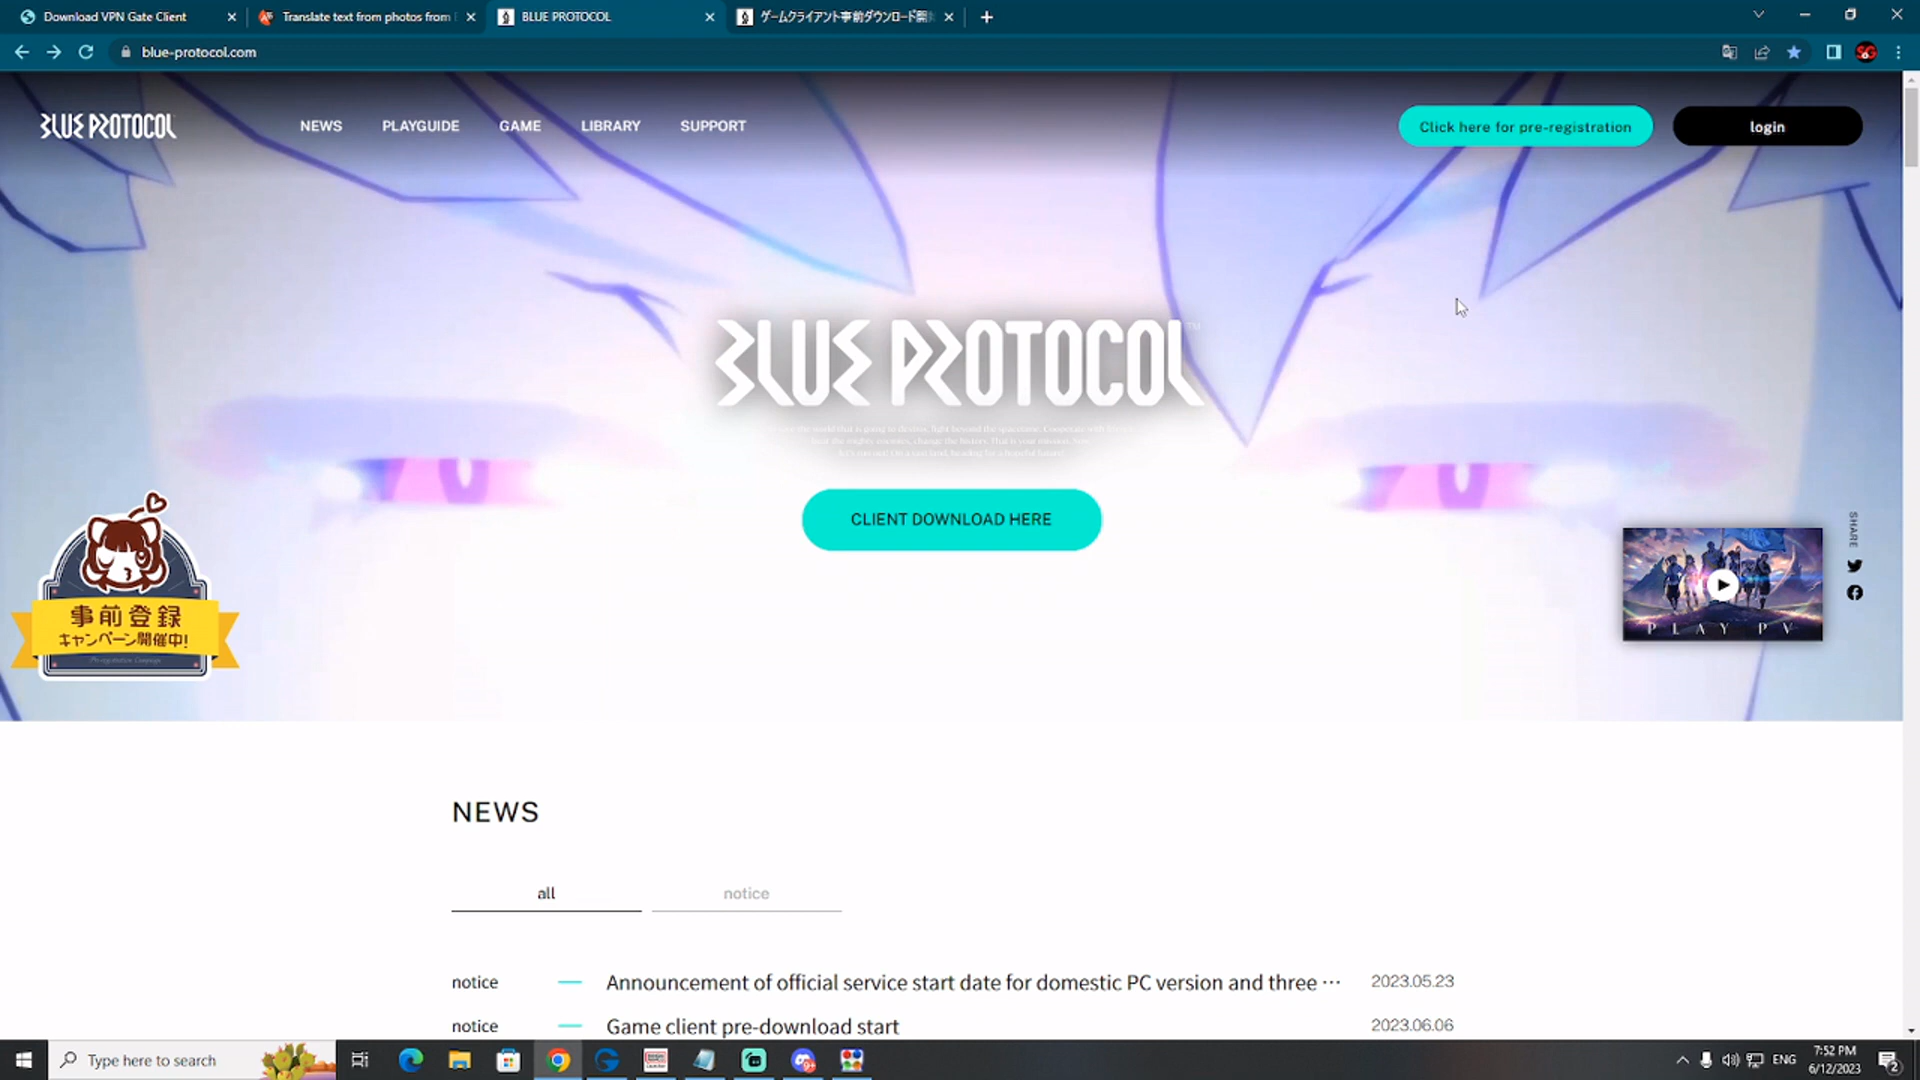 Download VPN Gate Client
Translate text from photos from
BLUE PROTOCOL
ゲームクライアント事前ダウンロード開
blue-protocol.com
BLUE PROTOCOL
NEWS
PLAYGUIDE
GAME
LIBRARY
SUPPORT
Click here for pre-registration
login
BLUE PROTOCOL
TM
CLIENT DOWNLOAD HERE
事前登録
キャンペーン開催中!
Pre-registration Campaign
SHARE
PLAY PV
NEWS
all
notice
notice
Announcement of official service start date for domestic PC version and three ···
2023.05.23
notice
Game client pre-download start
2023.06.06
Type here to search
ENG
7:52 PM
6/12/2023
2